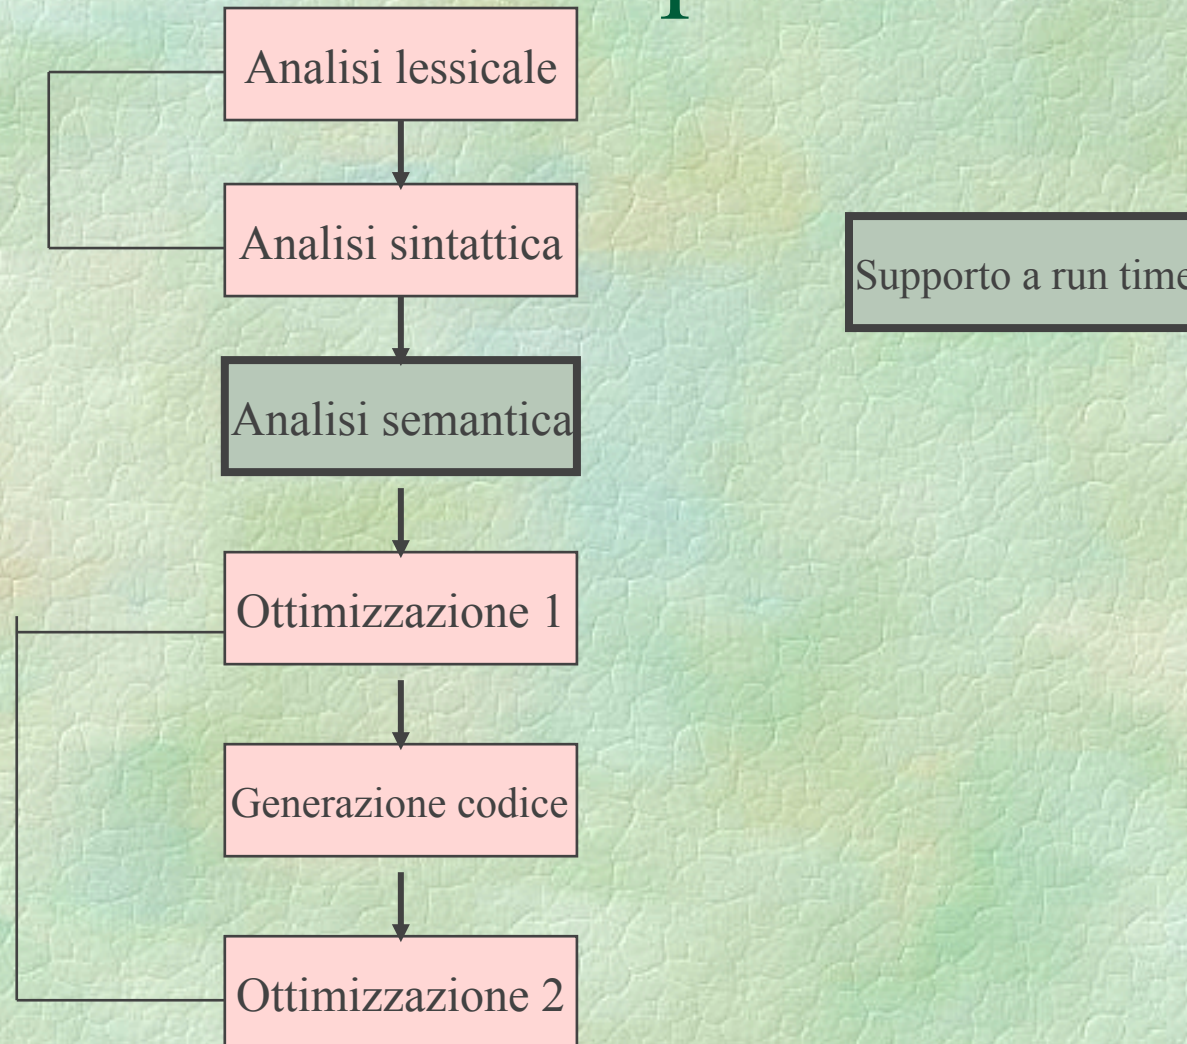 Analisi lessicale
Analisi sintattica
Supporto a run time
Analisi semantica
Ottimizzazione 1
Generazione codice
Ottimizzazione 2